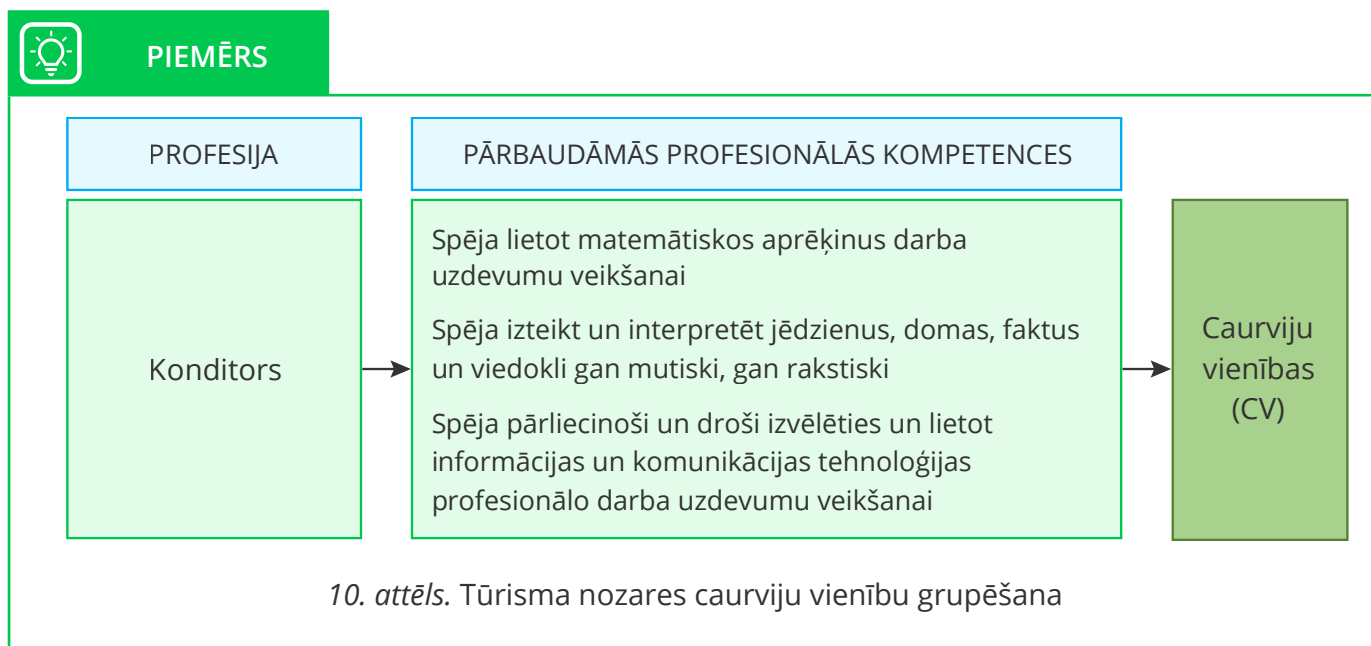 PIEMĒRS
PROFESIJA
PĀRBAUDĀMĀS PROFESIONĀLĀS KOMPETENCES
Konditors
Spēja lietot matemātiskos aprēķinus darba
uzdevumu veikšanai
Spēja izteikt un interpretēt jēdzienus, domas, faktus
un viedokli gan mutiski, gan rakstiski
Spēja pārliecinoši un droši izvēlēties un lietot
informācijas un komunikācijas tehnoloģijas
profesionālo darba uzdevumu veikšanai
Caurviju
vienības
(CV)
10. attēls. Tūrisma nozares caurviju vienību grupēšana